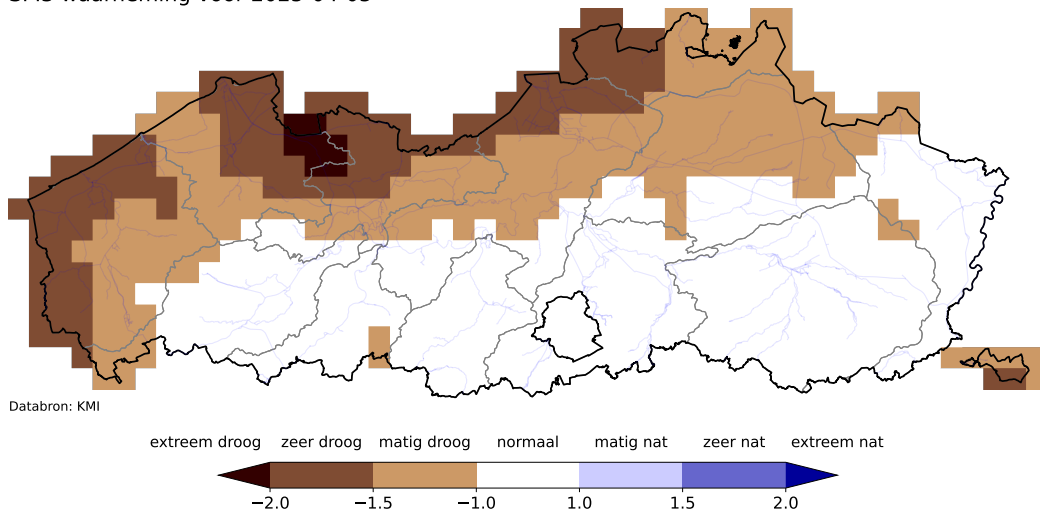 Databron: KMI
extreem droog zeer droog matig droog normaal matig nat zeer nat extreem nat
−2.0 −1.5 −1.0 1.0 1.5 2.0